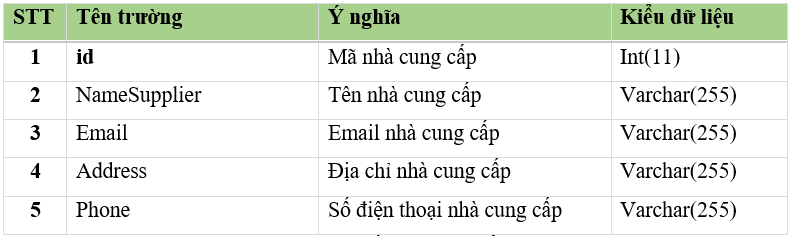 STT Tên trường Ý nghĩa Kiểu dữ liệu
1 id Mã nhà cung cấp Int(11)
2 NameSupplier Tên nhà cung cấp Varchar(255)
3 Email Email nhà cung cấp Varchar(255)
4 Address Địa chỉ nhà cung cấp Varchar(255)
5 Phone Số điện thoại nhà cung cấp Varchar(255)